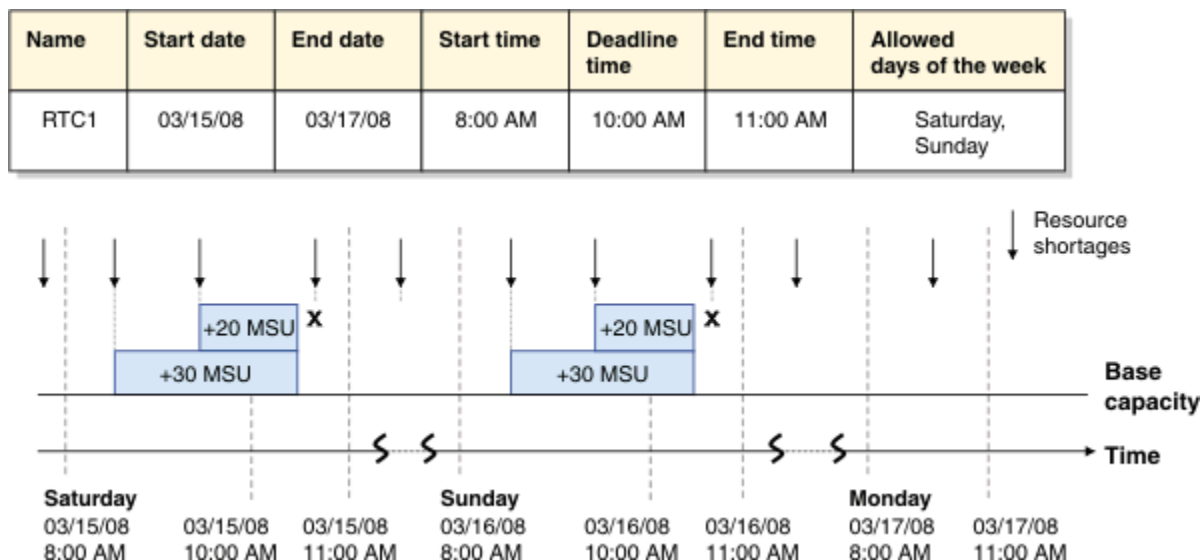 Name Start date End date Start time Deadline time End time Allowed days of the week
RTC1 03/15/08 03/17/08 8:00 AM 10:00 AM 11:00 AM Saturday, Sunday
Resource
shortages
+20 MSU x +20 MSU x
+30 MSU +30 MSU
Base
capacity
Time
Saturday Sunday Monday
03/15/08 03/15/08 03/15/08 03/16/08 03/16/08 03/16/08 03/17/08 03/17/08
8:00 AM 10:00 AM 11:00 AM 8:00 AM 10:00 AM 11:00 AM 8:00 AM 11:00 AM